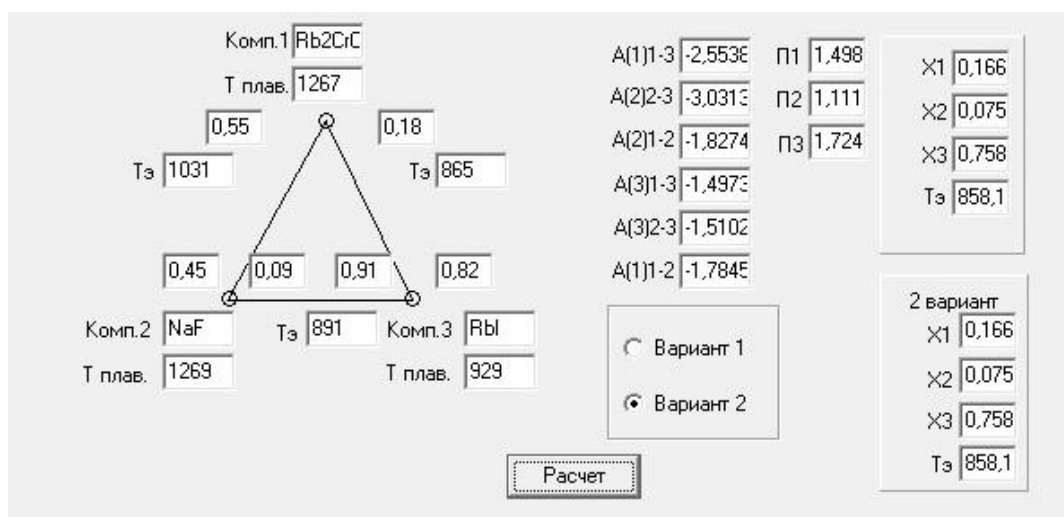 Комп.1 Rb2CrC
Т плав. 1267
0,55 0,18
Тэ 1031 Тэ 865
0,45 0,09 0,91 0,82
Комп.2 NaF Тэ 891 Комп.3 RbI
Т плав. 1269 Т плав. 929
А(1)1-3 -2,5538 П1 1,498
А(2)2-3 -3,0313 П2 1,111
А(2)1-2 -1,8274 П3 1,724
А(3)1-3 -1,4973
А(3)2-3 -1,5102
А(1)1-2 -1,7845
Вариант 1
Вариант 2
Расчет
X1 0,166
X2 0,075
X3 0,758
Тэ 858,1
2 вариант
X1 0,166
X2 0,075
X3 0,758
Тэ 858,1